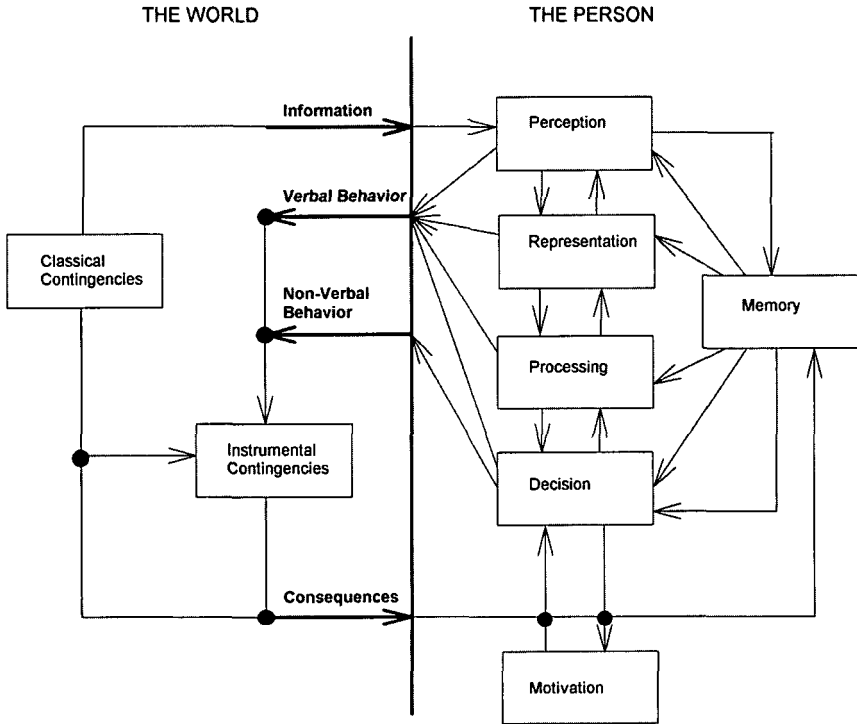 THE WORLD
THE PERSON
Information
Perception
Verbal Behavior
Representation
Classical
Contingencies
Non-Verbal
Behavior
Memory
Processing
Instrumental
Contingencies
Decision
Consequences
Motivation